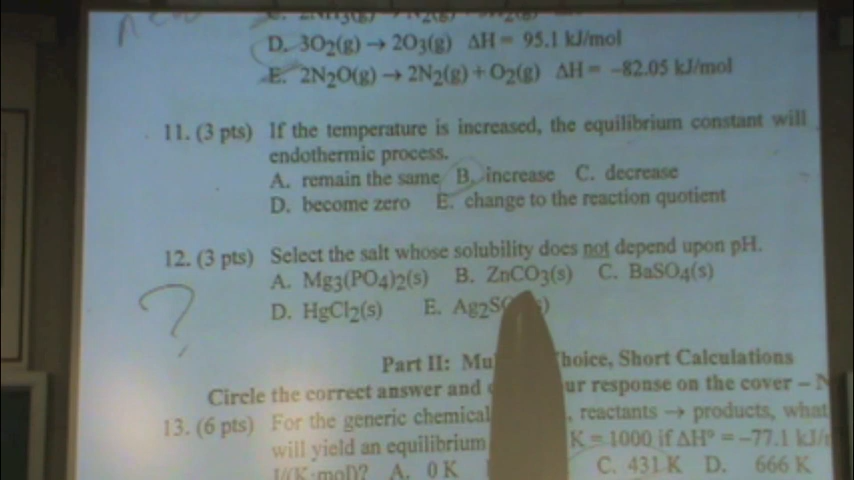 D. 3O2(g) → 2O3(g) ΔH = 95.1 kJ/mol
E. 2N2O(g) → 2N2(g) + O2(g) ΔH = -82.05 kJ/mol
11. (3 pts) If the temperature is increased, the equilibrium constant will
endothermic process.
A. remain the same B. increase C. decrease
D. become zero E. change to the reaction quotient
12. (3 pts) Select the salt whose solubility does not depend upon pH.
A. Mg3(PO4)2(s) B. ZnCO3(s) C. BaSO4(s)
D. HgCl2(s) E.
?
Part II: Choice, Short Calculations
Circle the correct answer and response on the cover –
13. (6 pts) For the generic chemical reactants → products, what
will yield an equilibrium K = 1000 if ΔH° = -77.1
A. 0 K C. 431 K D. 666 K